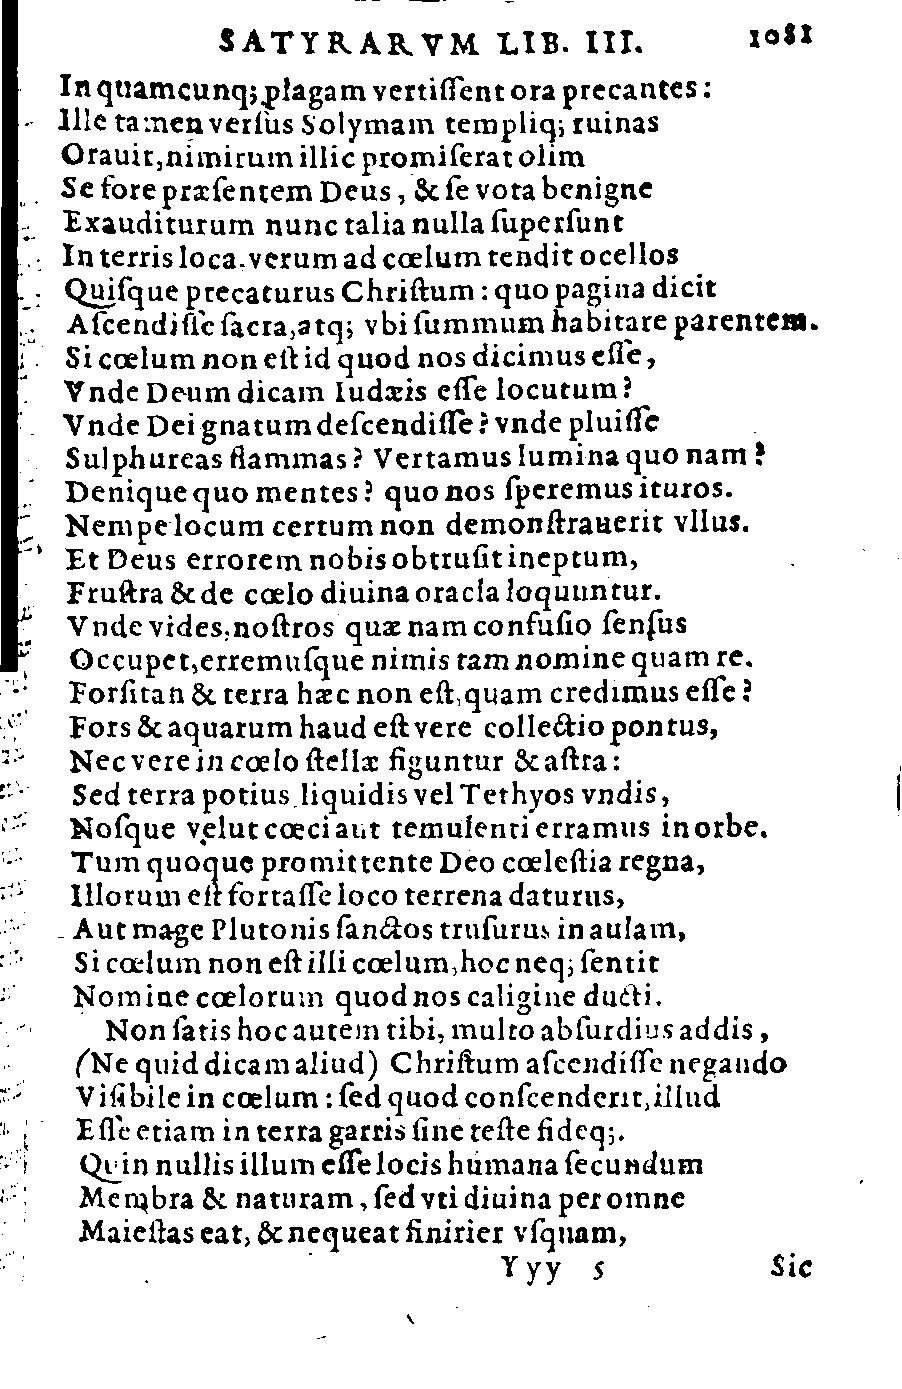 SATYRARVM LIB. III. 1081
In quamcunq; plagam vertiſſent ora precantes:
Ille tamen verſus Solymam templiq; ruinas
Orauit, nimirum illic promiſerat olim
Se fore præſentem Deus, & ſe vota benigne
Exauditurum nunc talia nulla ſuperſunt
In terris loca. verum ad cœlum tendit ocellos
Quiſque precaturus Chriſtum: quo pagina dicit
Aſcendiſſe ſacra, atq; vbi ſummum habitare parentem.
Si cœlum non eſt id quod nos dicimus eſſe,
Vnde Deum dicam Iudæis eſſe locutum?
Vnde Dei gnatum deſcendiſſe? vnde pluiſſe
Sulphureas flammas? Vertamus lumina quo nam?
Denique quo mentes? quo nos ſperemus ituros.
Nempe locum certum non demonſtrauerit vllus.
Et Deus errorem nobis obtruſit ineptum,
Fruſtra & de cœlo diuina oracla loquuntur.
Vnde vides, noſtros quæ nam confuſio ſenſus
Occupet, erremuſque nimis tam nomine quam re.
Forſitan & terra hæc non eſt, quam credimus eſſe?
Fors & aquarum haud eſt vere collectio pontus,
Nec vere in cœlo ſtellæ figuntur & aſtra:
Sed terra potius liquidis vel Tethyos vndis,
Noſque velut cœci aut temulenti erramus in orbe.
Tum quoque promittente Deo cœleſtia regna,
Illorum eſt fortaſſe loco terrena daturus,
Aut mage Plutonis ſanctos truſurus in aulam,
Si cœlum non eſt illi cœlum, hoc neq; ſentit
Nomine cœlorum quod nos caligine ducti.
Non ſatis hoc autem tibi, multo abſurdius addis,
(Ne quid dicam aliud) Chriſtum aſcendiſſe negando
Viſibile in cœlum: ſed quod conſcenderit, illud
Eſſe etiam in terra garris ſine teſte fideq;.
Quin nullis illum eſſe locis humana ſecundum
Membra & naturam, ſed vti diuina per omne
Maieſtas eat, & nequeat finirier vſquam,
Yyy 5 Sic